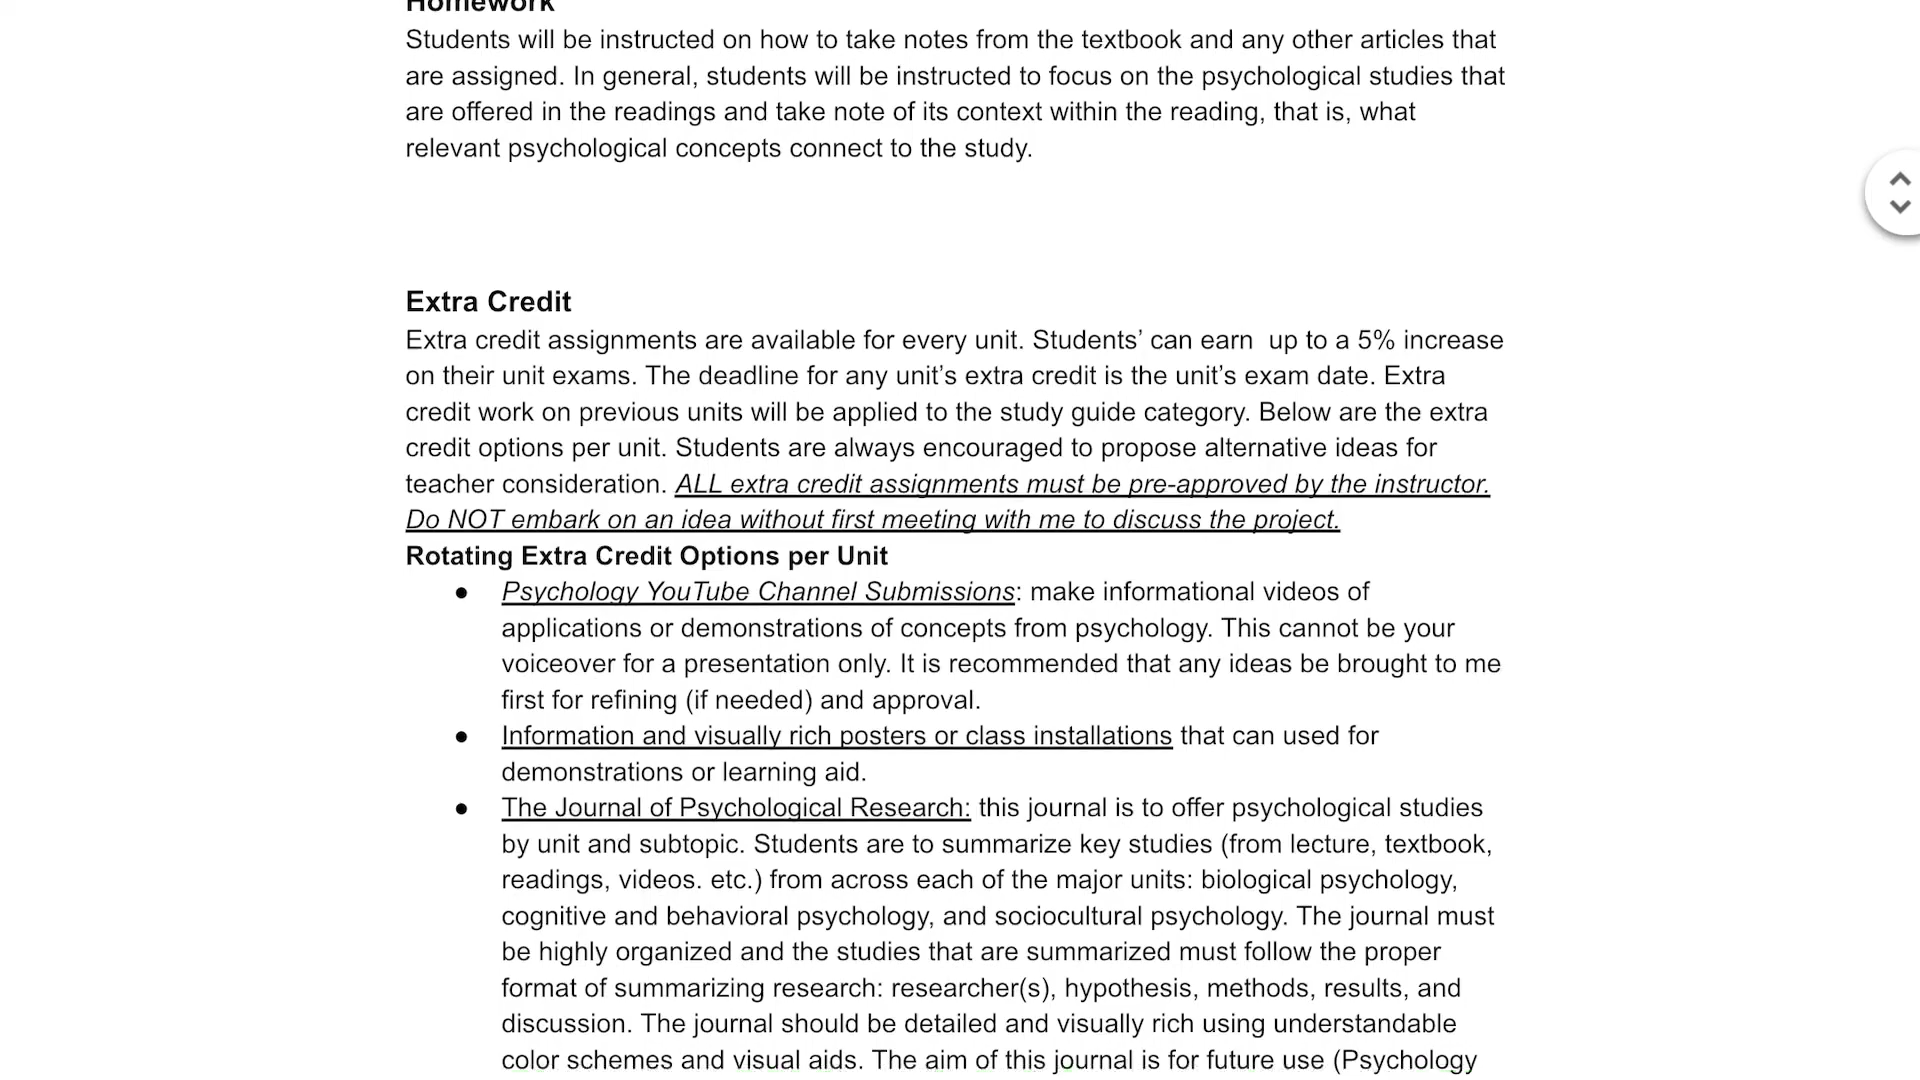 Homework
Students will be instructed on how to take notes from the textbook and any other articles that
are assigned. In general, students will be instructed to focus on the psychological studies that
are offered in the readings and take note of its context within the reading, that is, what
relevant psychological concepts connect to the study.
Extra Credit
Extra credit assignments are available for every unit. Students’ can earn  up to a 5% increase
on their unit exams. The deadline for any unit’s extra credit is the unit’s exam date. Extra
credit work on previous units will be applied to the study guide category. Below are the extra
credit options per unit. Students are always encouraged to propose alternative ideas for
teacher consideration. ALL extra credit assignments must be pre-approved by the instructor.
Do NOT embark on an idea without first meeting with me to discuss the project.
Rotating Extra Credit Options per Unit
● Psychology YouTube Channel Submissions: make informational videos of
applications or demonstrations of concepts from psychology. This cannot be your
voiceover for a presentation only. It is recommended that any ideas be brought to me
first for refining (if needed) and approval.
● Information and visually rich posters or class installations that can used for
demonstrations or learning aid.
● The Journal of Psychological Research: this journal is to offer psychological studies
by unit and subtopic. Students are to summarize key studies (from lecture, textbook,
readings, videos. etc.) from across each of the major units: biological psychology,
cognitive and behavioral psychology, and sociocultural psychology. The journal must
be highly organized and the studies that are summarized must follow the proper
format of summarizing research: researcher(s), hypothesis, methods, results, and
discussion. The journal should be detailed and visually rich using understandable
color schemes and visual aids. The aim of this journal is for future use (Psychology